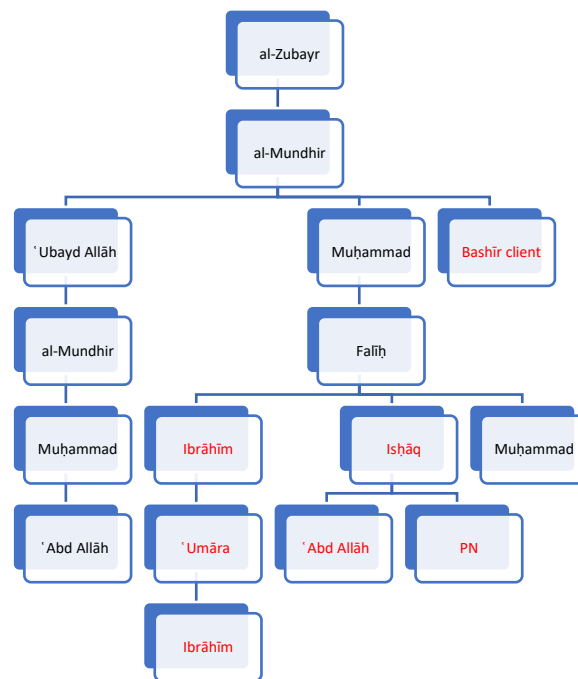 al-Zubayr
al-Mundhir
ʿUbayd Allāh
Muḥammad
Bashīr client
al-Mundhir
Falīḥ
Muḥammad
Ibrāhīm
Isḥāq
Muḥammad
ʿAbd Allāh
ʿUmāra
ʿAbd Allāh
PN
Ibrāhīm